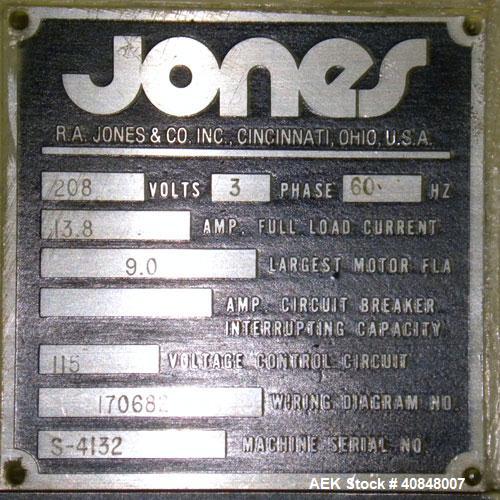 Jones
R.A. JONES & CO. INC., CINCINNATI, OHIO, U.S.A.
208 VOLTS 3 PHASE 60 HZ
13.8 AMP. FULL LOAD CURRENT
9.0 LARGEST MOTOR FLA
AMP. CIRCUIT BREAKER
INTERRUPTING CAPACITY
115 VOLTAGE CONTROL CIRCUIT
170682 WIRING DIAGRAM NO.
S-4132 MACHINE SERIAL NO.
AEK Stock # 40848007